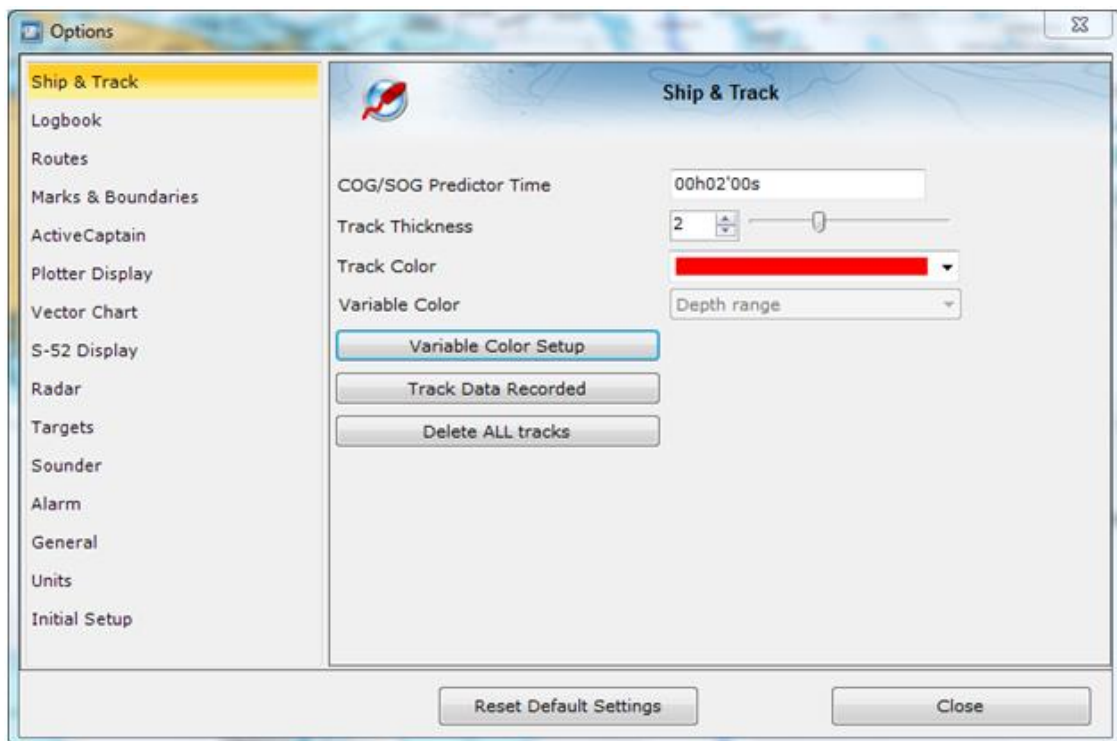 Options
Ship & Track
Logbook
Routes
Marks & Boundaries
ActiveCaptain
Plotter Display
Vector Chart
S-52 Display
Radar
Targets
Sounder
Alarm
General
Units
Initial Setup
Ship & Track
COG/SOG Predictor Time 00h02'00s
Track Thickness 2
Track Color
Variable Color Depth range
Variable Color Setup
Track Data Recorded
Delete ALL tracks
Reset Default Settings Close